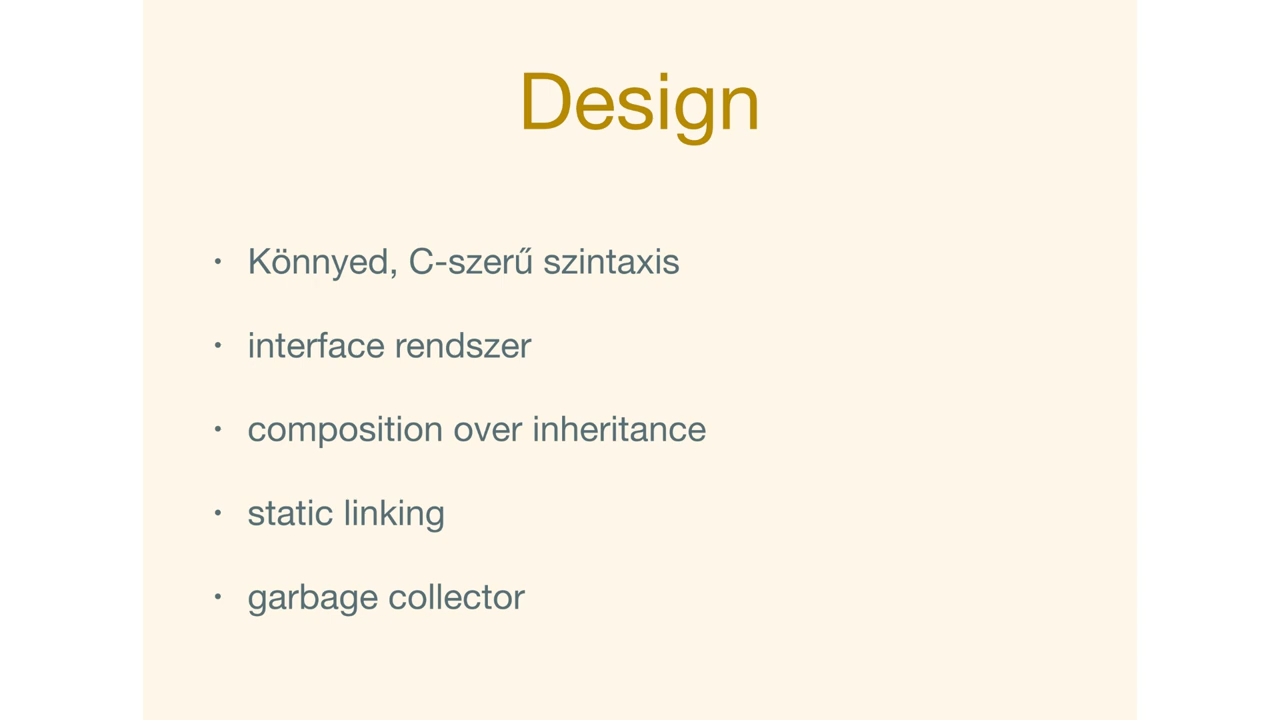 Design
• Könnyed, C-szerű szintaxis
• interface rendszer
• composition over inheritance
• static linking
• garbage collector